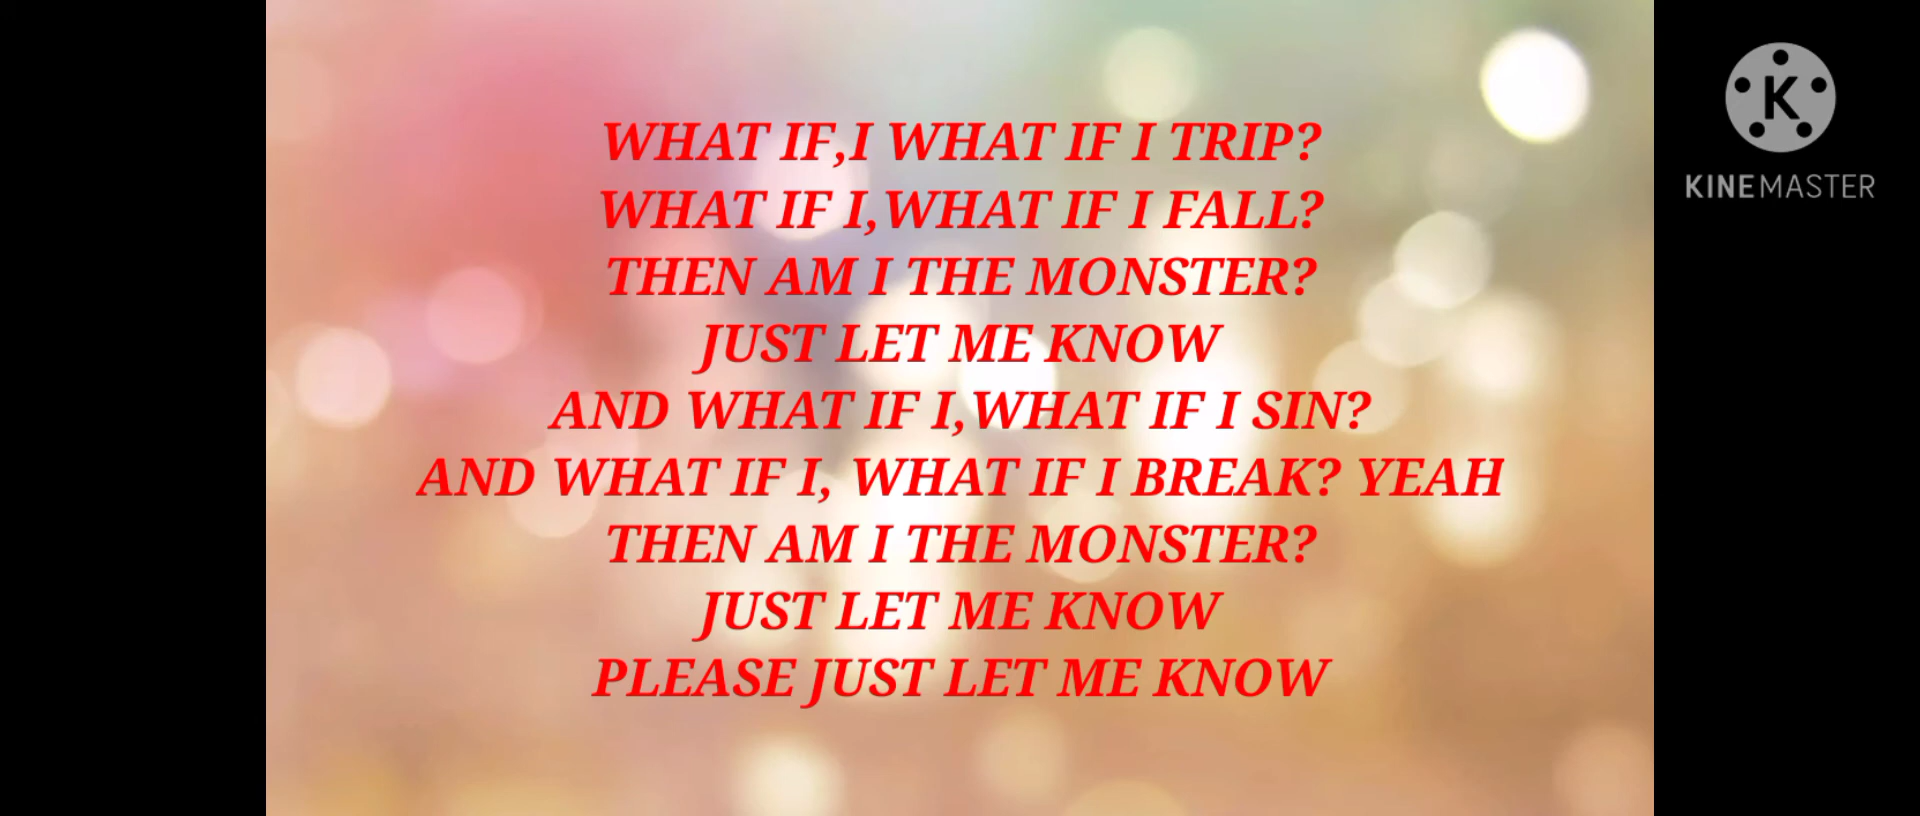 WHAT IF,I WHAT IF I TRIP?
WHAT IF I,WHAT IF I FALL?
THEN AM I THE MONSTER?
JUST LET ME KNOW
AND WHAT IF I,WHAT IF I SIN?
AND WHAT IF I, WHAT IF I BREAK? YEAH
THEN AM I THE MONSTER?
JUST LET ME KNOW
PLEASE JUST LET ME KNOW
K
KINEMASTER